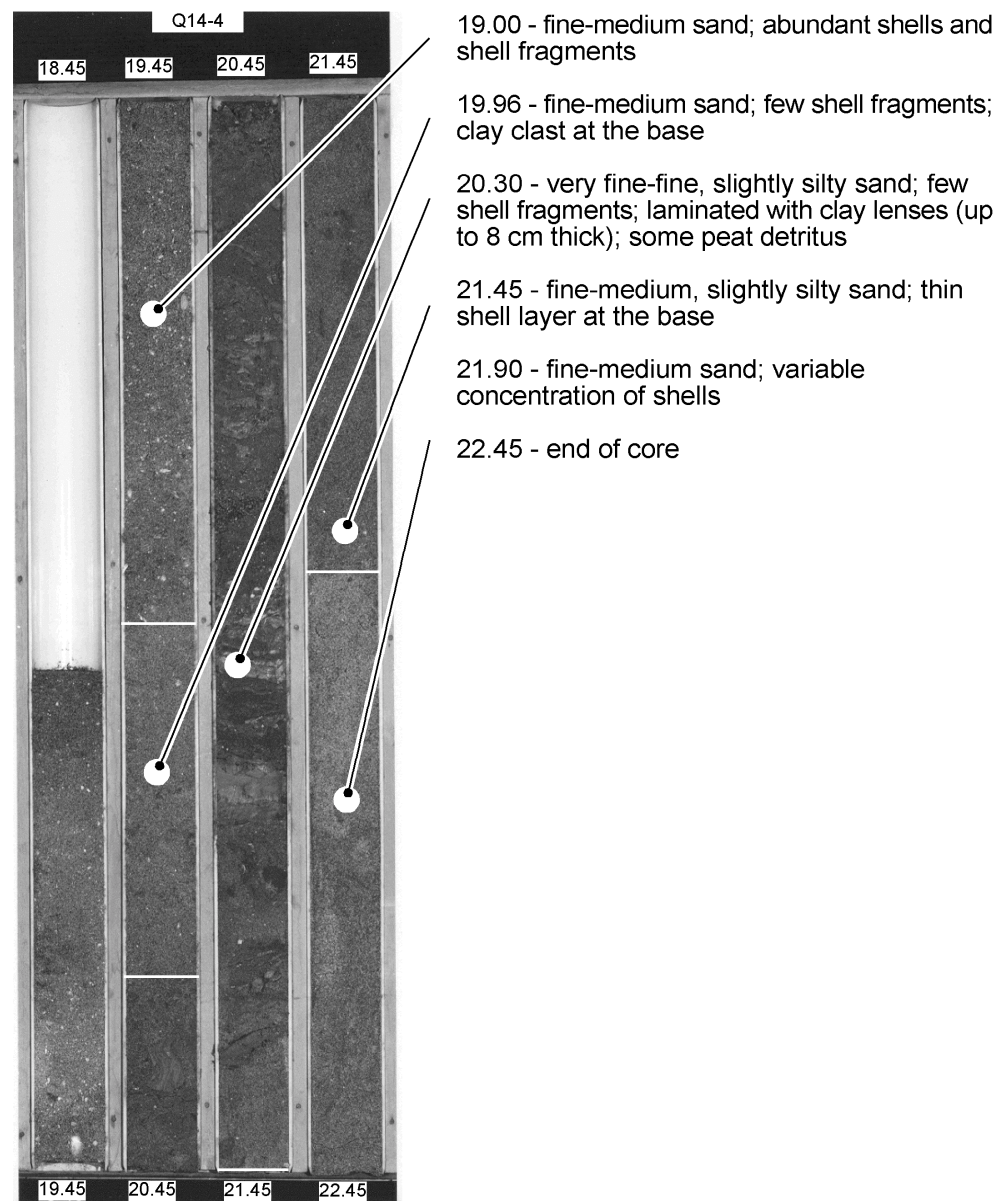 Q14-4
18.45 19.45 20.45 21.45
19.00 - fine-medium sand; abundant shells and
shell fragments
19.96 - fine-medium sand; few shell fragments;
clay clast at the base
20.30 - very fine-fine, slightly silty sand; few
shell fragments; laminated with clay lenses (up
to 8 cm thick); some peat detritus
21.45 - fine-medium, slightly silty sand; thin
shell layer at the base
21.90 - fine-medium sand; variable
concentration of shells
22.45 - end of core
19.45 20.45 21.45 22.45